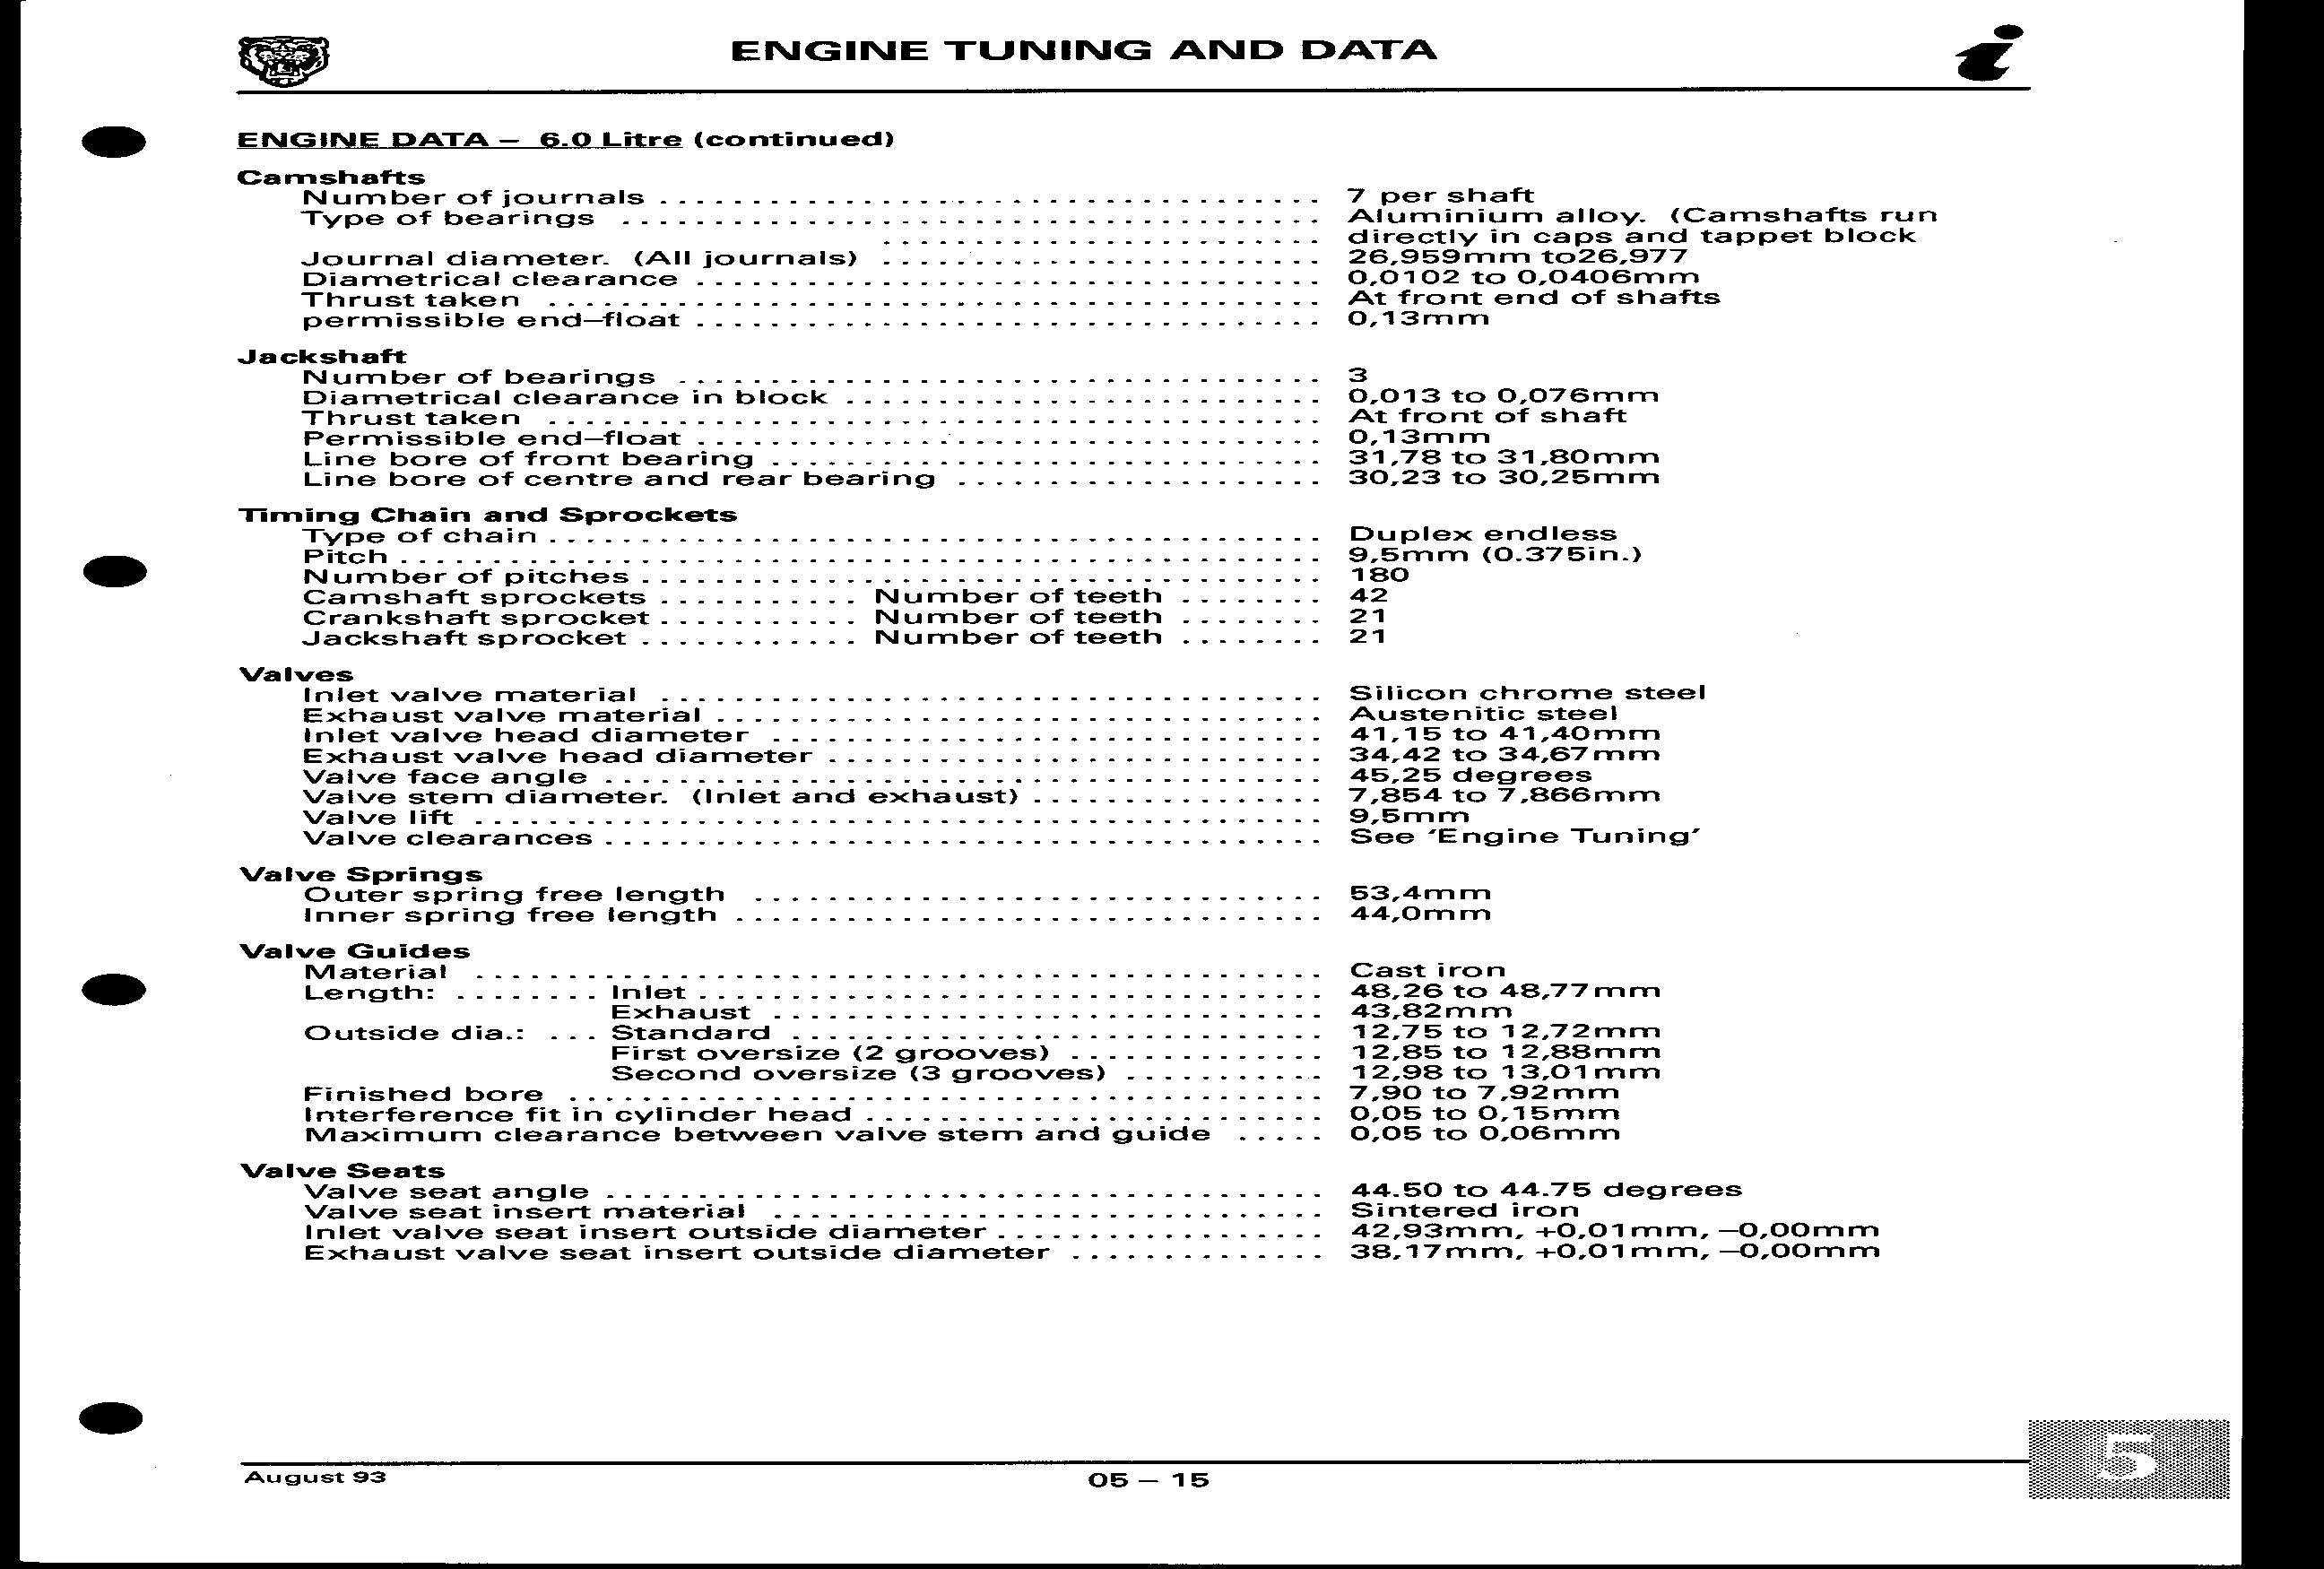 ENGINE TUNING AND DATA
ENGINE DATA – 6.0 Litre (continued)
Camshafts
Number of journals . . . . . . . . . . 7 per shaft
Type of bearings . . . . . . . . . . Aluminium alloy. (Camshafts run
. . . . . . . . . . directly in caps and tappet block
Journal diameter. (All journals) . . . . . . . . . . 26,959mm to26,977
Diametrical clearance . . . . . . . . . . 0,0102 to 0,0406mm
Thrust taken . . . . . . . . . . At front end of shafts
permissible end–float . . . . . . . . . . 0,13mm
Jackshaft
Number of bearings . . . . . . . . . . 3
Diametrical clearance in block . . . . . . . . . . 0,013 to 0,076mm
Thrust taken . . . . . . . . . . At front of shaft
Permissible end–float . . . . . . . . . . 0,13mm
Line bore of front bearing . . . . . . . . . . 31,78 to 31,80mm
Line bore of centre and rear bearing . . . . . . . . . . 30,23 to 30,25mm
Timing Chain and Sprockets
Type of chain . . . . . . . . . . Duplex endless
Pitch . . . . . . . . . . 9,5mm (0.375in.)
Number of pitches . . . . . . . . . . 180
Camshaft sprockets . . . . . . . . . . . Number of teeth . . . . . . . . 42
Crankshaft sprocket . . . . . . . . . . . Number of teeth . . . . . . . . 21
Jackshaft sprocket . . . . . . . . . . . . Number of teeth . . . . . . . . 21
Valves
Inlet valve material . . . . . . . . . . Silicon chrome steel
Exhaust valve material . . . . . . . . . . Austenitic steel
Inlet valve head diameter . . . . . . . . . . 41,15 to 41,40mm
Exhaust valve head diameter . . . . . . . . . . 34,42 to 34,67mm
Valve face angle . . . . . . . . . . 45,25 degrees
Valve stem diameter. (Inlet and exhaust) . . . . . . . . . . 7,854 to 7,866mm
Valve lift . . . . . . . . . . 9,5mm
Valve clearances . . . . . . . . . . See ‘Engine Tuning’
Valve Springs
Outer spring free length . . . . . . . . . . 53,4mm
Inner spring free length . . . . . . . . . . 44,0mm
Valve Guides
Material . . . . . . . . . . Cast iron
Length: . . . . . . . . Inlet . . . . . . . . . . 48,26 to 48,77mm
Exhaust . . . . . . . . . . 43,82mm
Outside dia.: . . . Standard . . . . . . . . . . 12,75 to 12,72mm
First oversize (2 grooves) . . . . . . . . . . 12,85 to 12,88mm
Second oversize (3 grooves) . . . . . . . . . . 12,98 to 13,01mm
Finished bore . . . . . . . . . . 7,90 to 7,92mm
Interference fit in cylinder head . . . . . . . . . . 0,05 to 0,15mm
Maximum clearance between valve stem and guide . . . . . 0,05 to 0,06mm
Valve Seats
Valve seat angle . . . . . . . . . . 44.50 to 44.75 degrees
Valve seat insert material . . . . . . . . . . Sintered iron
Inlet valve seat insert outside diameter . . . . . . . . . . 42,93mm, +0,01mm, –0,00mm
Exhaust valve seat insert outside diameter . . . . . . . . . . 38,17mm, +0,01mm, –0,00mm
5
August 93
05 – 15